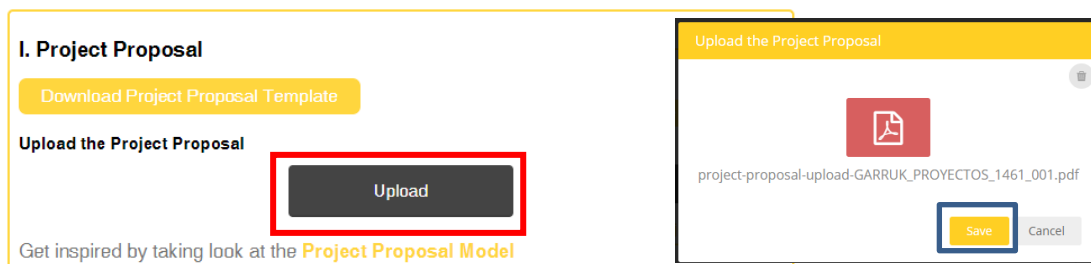 I. Project Proposal
Download Project Proposal Template
Upload the Project Proposal
Upload
Get inspired by taking look at the Project Proposal Model
Upload the Project Proposal
project-proposal-upload-GARRUK_PROYECTOS_1461_001.pdf
Save
Cancel